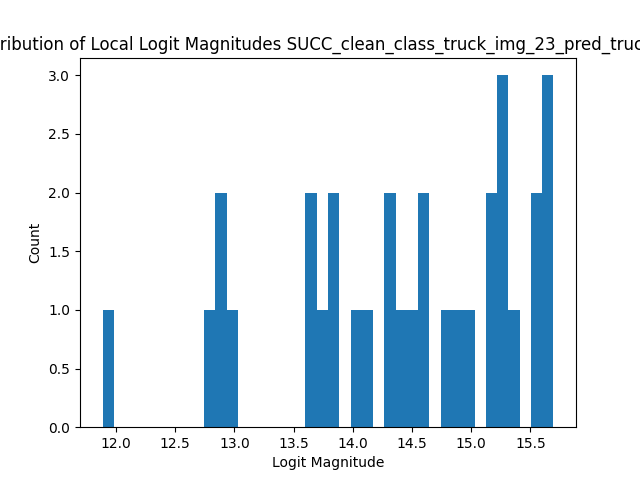 ribution of Local Logit Magnitudes SUCC_clean_class_truck_img_23_pred_truc
3.0
2.5
2.0
1.5
1.0
0.5
0.0
Count
12.0 12.5 13.0 13.5 14.0 14.5 15.0 15.5
Logit Magnitude